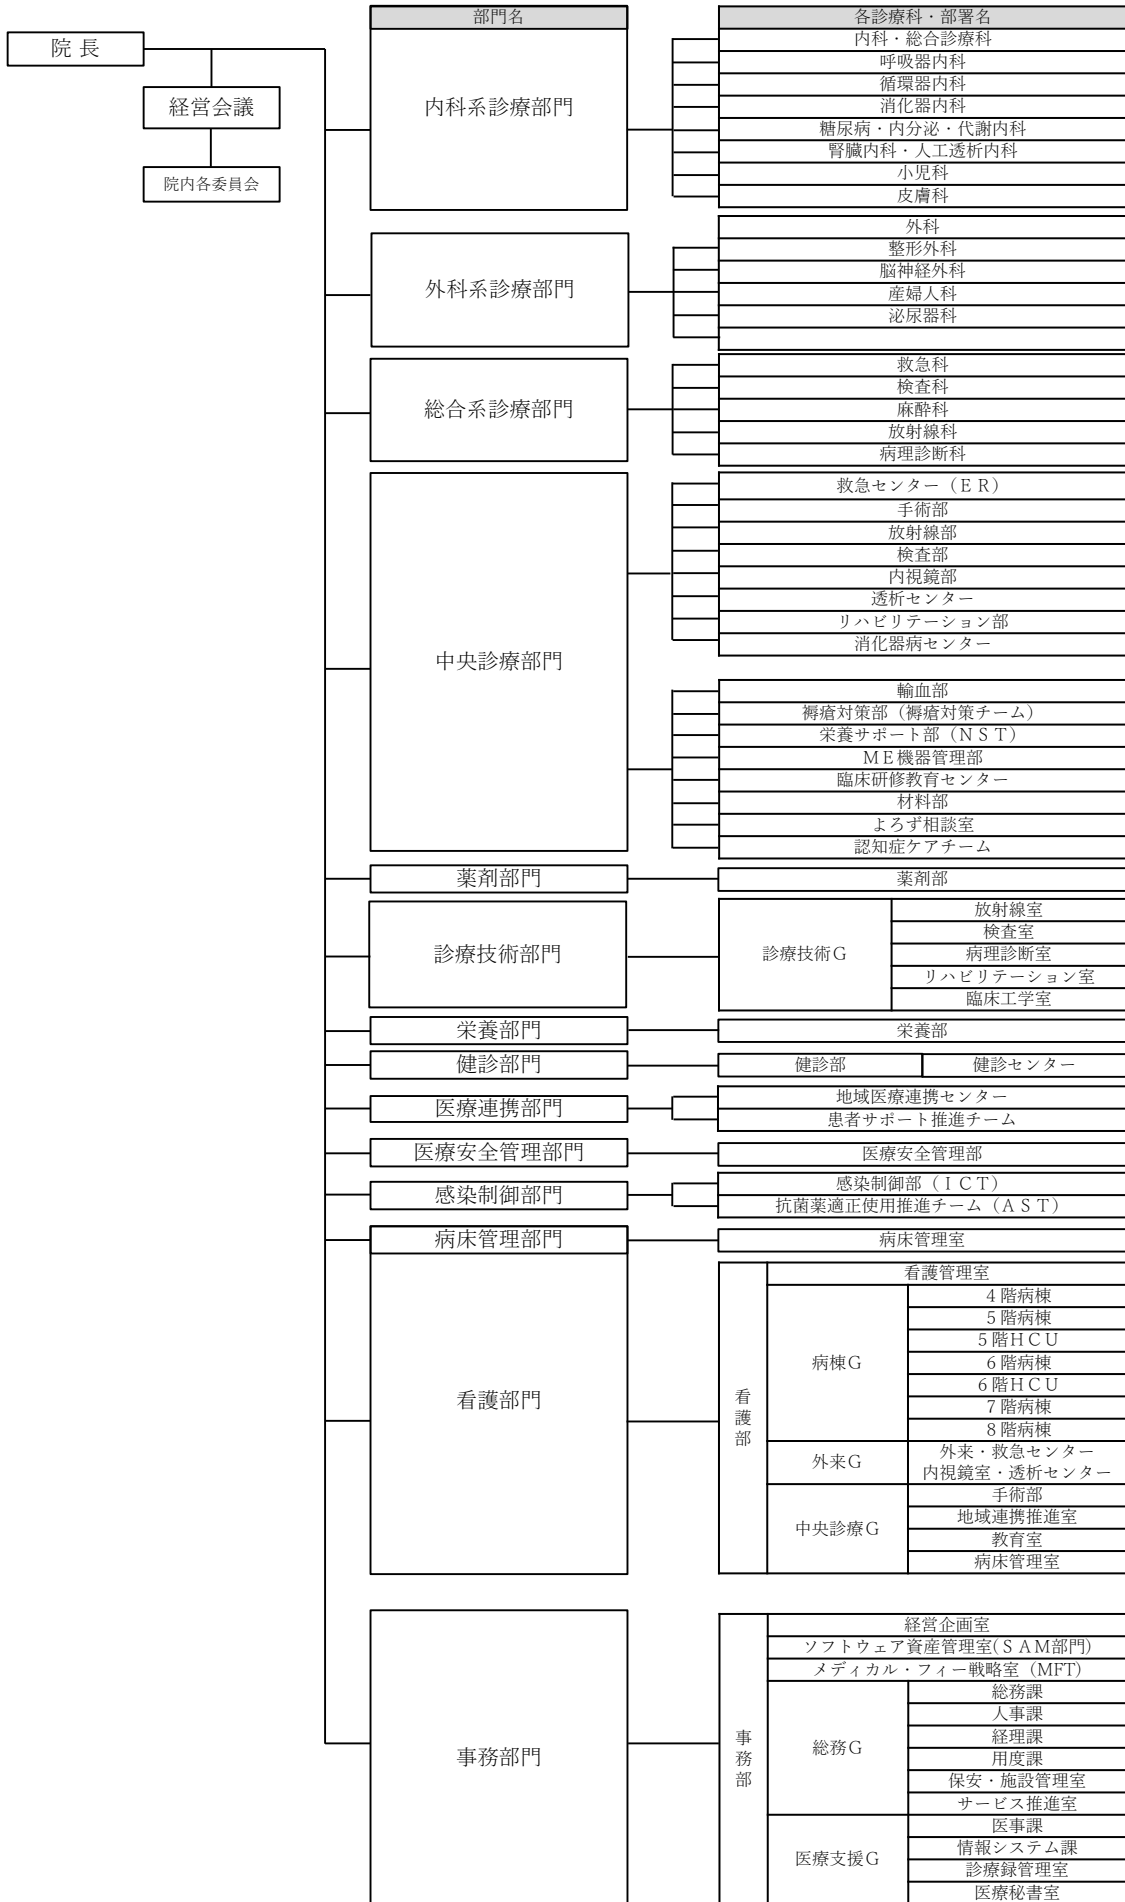 部門名
各診療科・部署名
院 長
経営会議
院内各委員会
内科系診療部門
内科・総合診療科
呼吸器内科
循環器内科
消化器内科
糖尿病・内分泌・代謝内科
腎臓内科・人工透析内科
小児科
皮膚科
外科系診療部門
外科
整形外科
脳神経外科
産婦人科
泌尿器科
総合系診療部門
救急科
検査科
麻酔科
放射線科
病理診断科
中央診療部門
救急センター（ＥＲ）
手術部
放射線部
検査部
内視鏡部
透析センター
リハビリテーション部
消化器病センター
輸血部
褥瘡対策部（褥瘡対策チーム）
栄養サポート部（ＮＳＴ）
ＭＥ機器管理部
臨床研修教育センター
材料部
よろず相談室
認知症ケアチーム
薬剤部門
薬剤部
診療技術部門
診療技術Ｇ
放射線室
検査室
病理診断室
リハビリテーション室
臨床工学室
栄養部門
栄養部
健診部門
健診部
健診センター
医療連携部門
地域医療連携センター
患者サポート推進チーム
医療安全管理部門
医療安全管理部
感染制御部門
感染制御部（ＩＣＴ）
抗菌薬適正使用推進チーム（ＡＳＴ）
病床管理部門
病床管理室
看護部門
看護部
看護管理室
病棟Ｇ
４階病棟
５階病棟
５階ＨＣＵ
６階病棟
６階ＨＣＵ
７階病棟
８階病棟
外来Ｇ
外来・救急センター
内視鏡室・透析センター
中央診療Ｇ
手術部
地域連携推進室
教育室
病床管理室
事務部門
事務部
経営企画室
ソフトウェア資産管理室(ＳＡＭ部門)
メディカル・フィー戦略室（MFT）
総務Ｇ
総務課
人事課
経理課
用度課
保安・施設管理室
サービス推進室
医療支援Ｇ
医事課
情報システム課
診療録管理室
医療秘書室